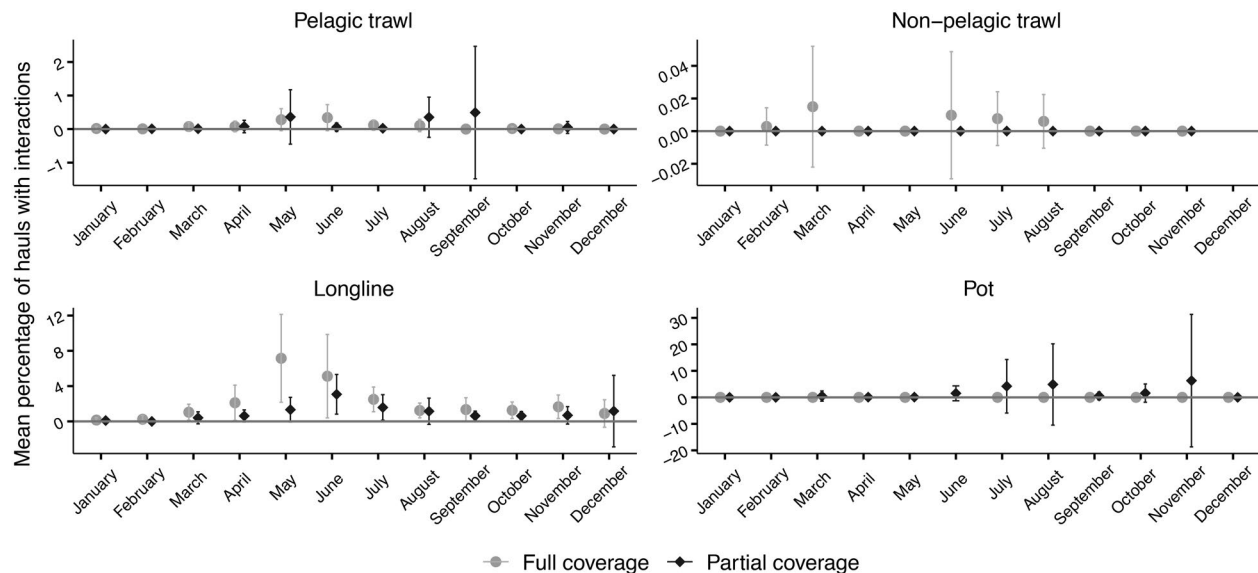 Pelagic trawl
Non−pelagic trawl
Mean percentage of hauls with interactions
2
1
0
−1
January February March April May June July August September October November December
0.04
0.02
0.00
−0.02
January February March April May June July August September October November December
Longline
Pot
12
8
4
0
January February March April May June July August September October November December
30
20
10
0
−10
−20
January February March April May June July August September October November December
Full coverage Partial coverage